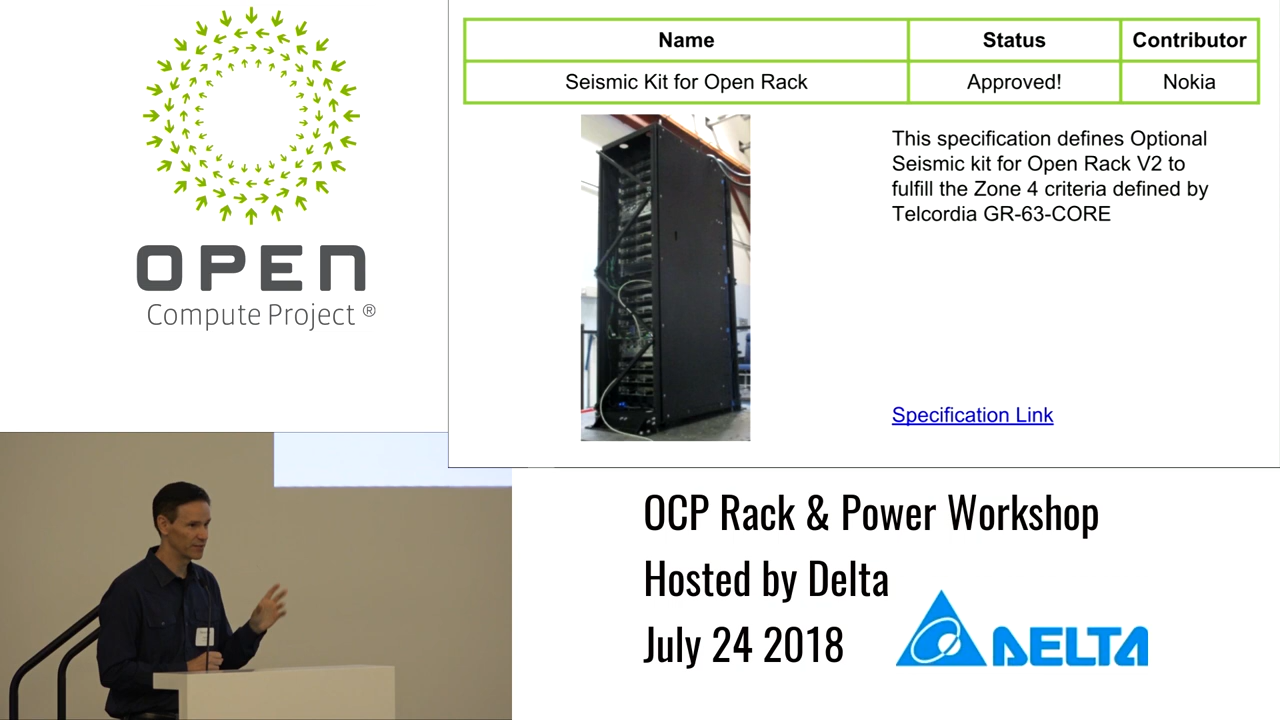 OPEN
Compute Project ®
Name Status Contributor
Seismic Kit for Open Rack Approved! Nokia
This specification defines Optional
Seismic kit for Open Rack V2 to
fulfill the Zone 4 criteria defined by
Telcordia GR-63-CORE
Specification Link
OCP Rack & Power Workshop
Hosted by Delta
July 24 2018
DELTA